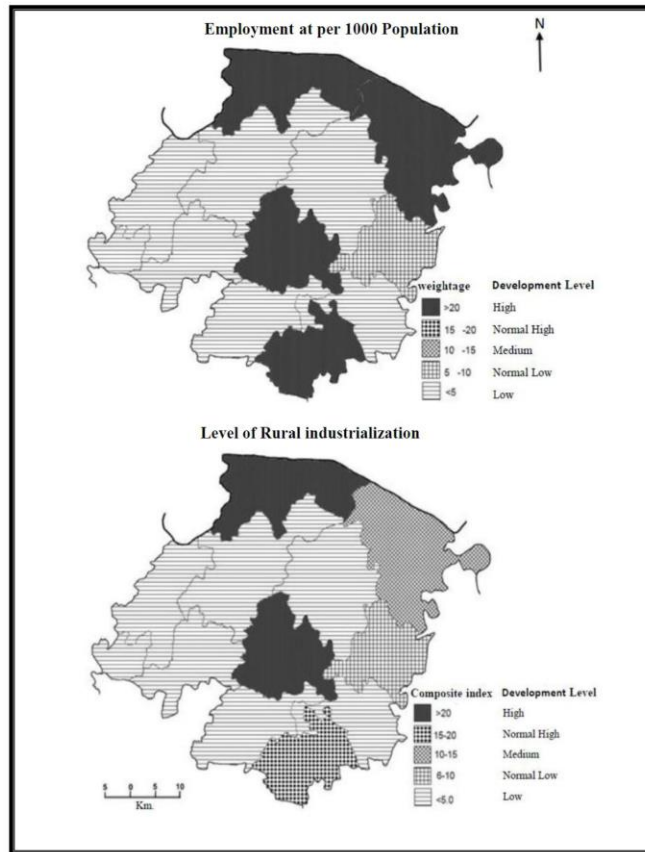 Employment at per 1000 Population
N
weightage Development Level
>20 High
15 -20 Normal High
10 -15 Medium
5 -10 Normal Low
<5 Low
Level of Rural industrialization
Composite index Development Level
>20 High
15-20 Normal High
10-15 Medium
6-10 Normal Low
<5.0 Low
5 0 5 10
Km.